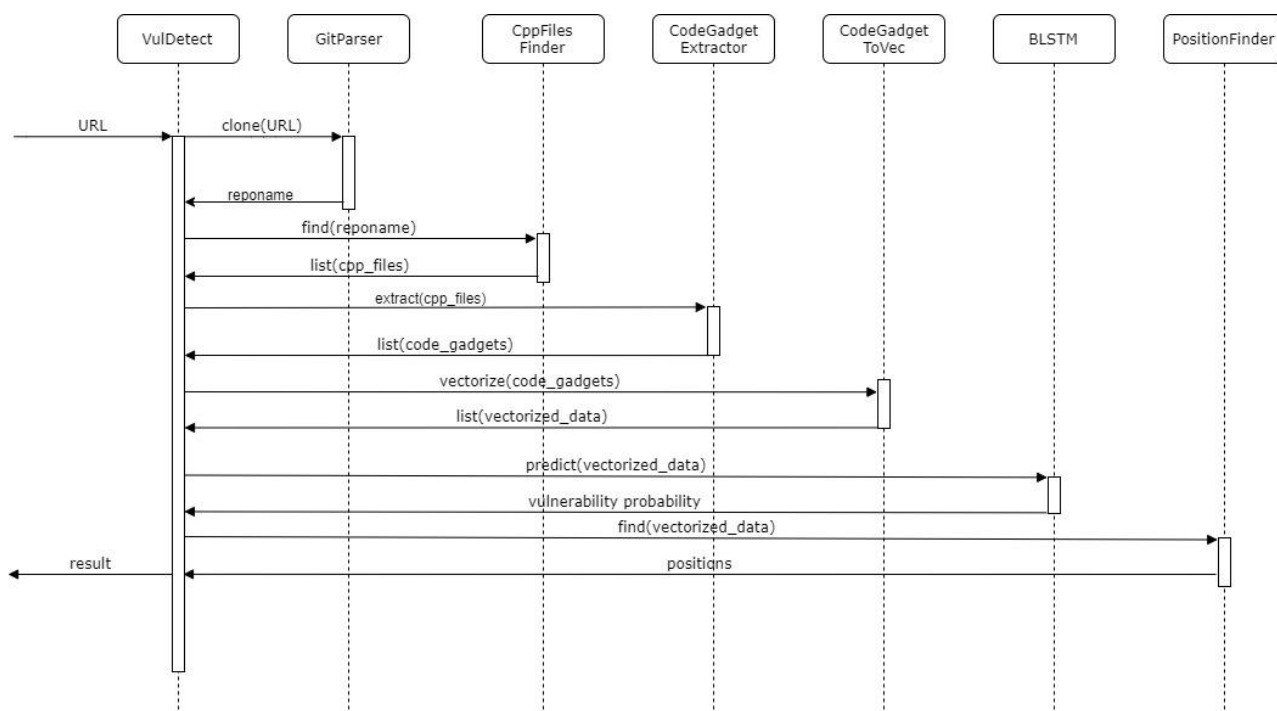 VulDetect
GitParser
CppFiles
Finder
CodeGadget
Extractor
CodeGadget
ToVec
BLSTM
PositionFinder
URL
clone(URL)
reponame
find(reponame)
list(cpp_files)
extract(cpp_files)
list(code_gadgets)
vectorize(code_gadgets)
list(vectorized_data)
predict(vectorized_data)
vulnerability probability
find(vectorized_data)
result
positions